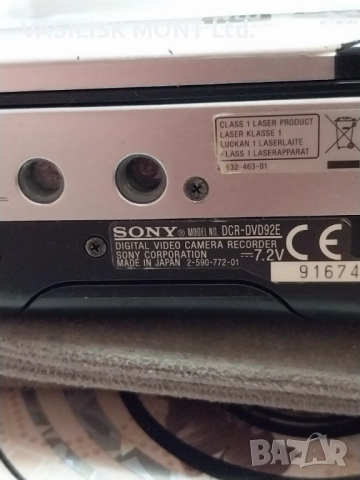 VASILISK MONT Ltd.
CLASS 1 LASER PRODUCT
LASER KLASSE 1
LUOKAN 1 LASERLAITE
KLASS 1 LASERAPPARAT
SONY® MODEL NO. DCR-DVD92E
DIGITAL VIDEO CAMERA RECORDER
SONY CORPORATION 7.2V
MADE IN JAPAN 2-590-772-01
CE
91674
BAZAR
bg